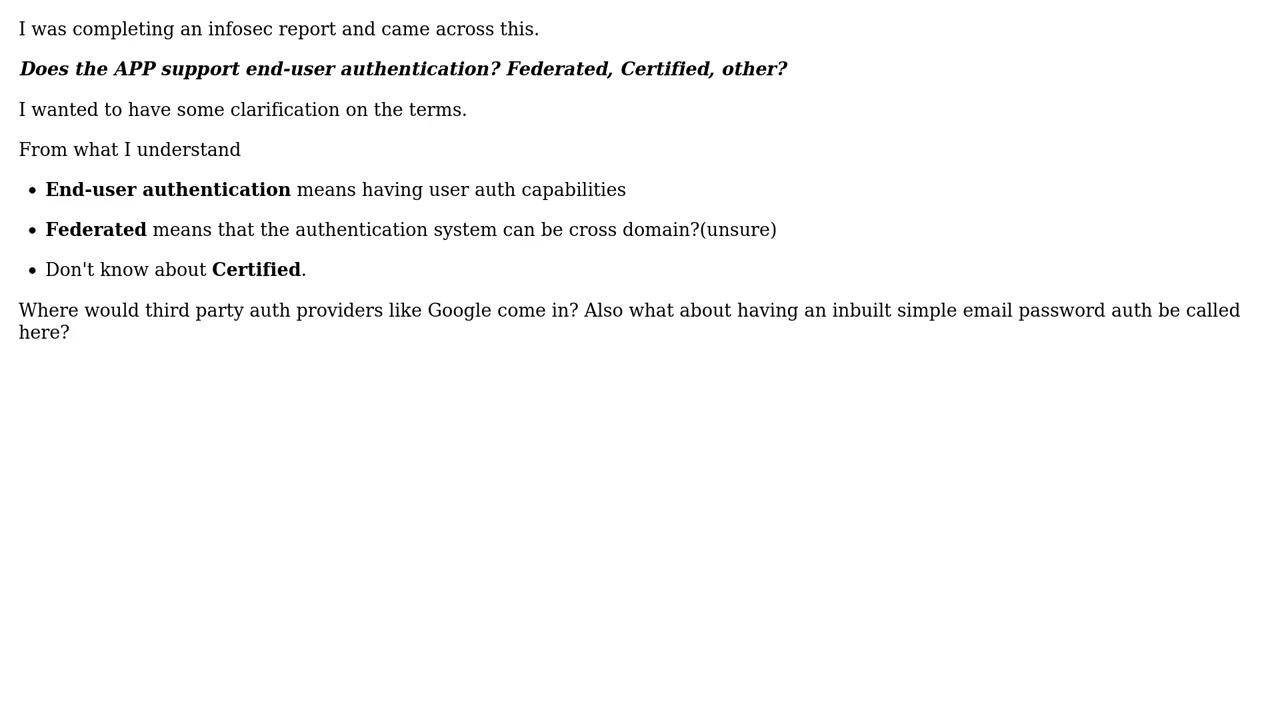 I was completing an infosec report and came across this.
Does the APP support end-user authentication? Federated, Certified, other?
I wanted to have some clarification on the terms.
From what I understand
• End-user authentication means having user auth capabilities
• Federated means that the authentication system can be cross domain?(unsure)
• Don't know about Certified.
Where would third party auth providers like Google come in? Also what about having an inbuilt simple email password auth be called
here?